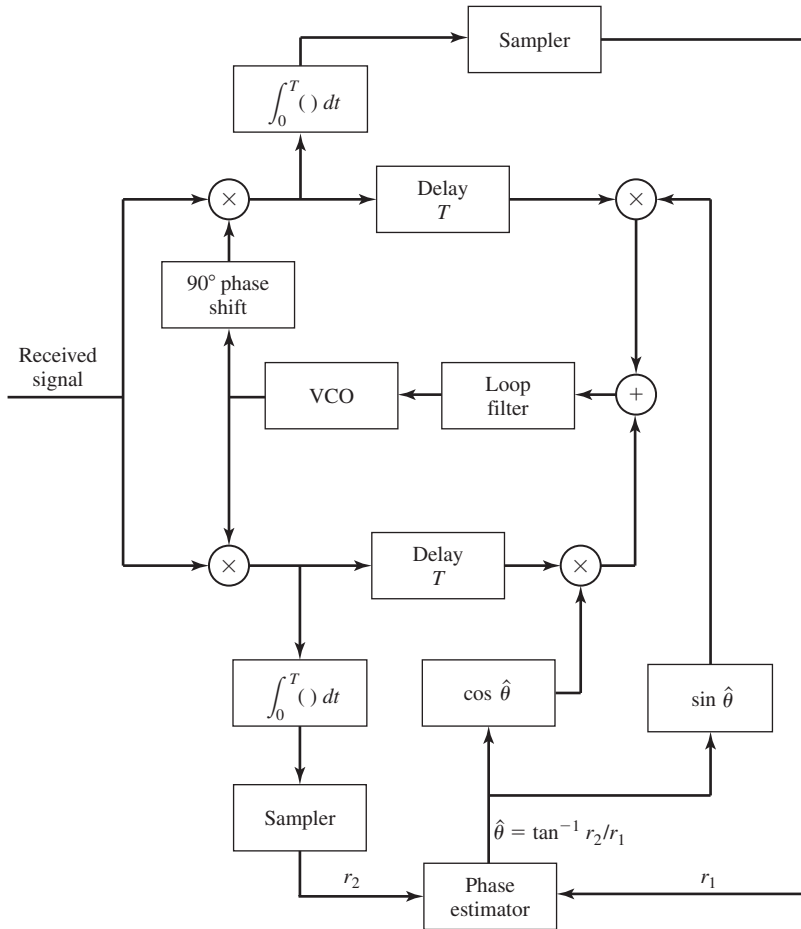 Sampler
∫₀ᵀ ( ) dt
×
Delay
T
×
90° phase
shift
Received
signal
VCO
Loop
filter
+
×
Delay
T
×
∫₀ᵀ ( ) dt
cos θ̂
sin θ̂
Sampler
θ̂ = tan⁻¹ r₂/r₁
r₂
Phase
estimator
r₁